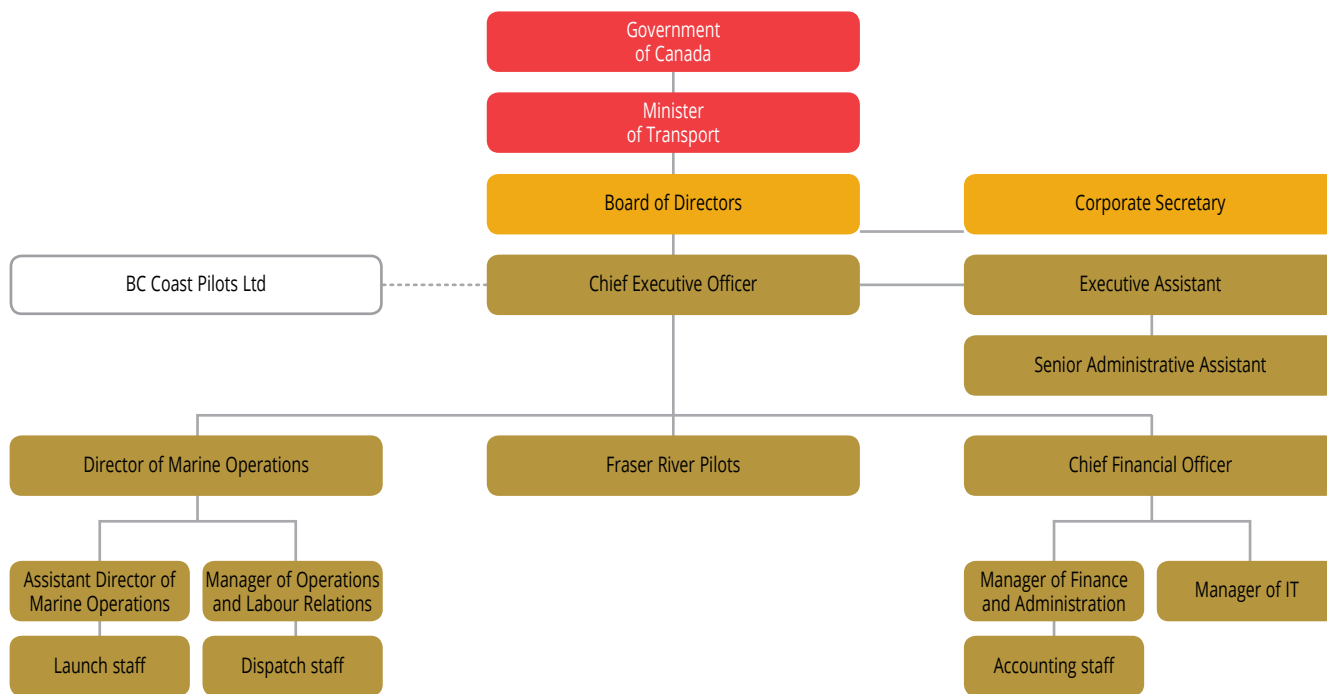 Government
of Canada
Minister
of Transport
Board of Directors
Corporate Secretary
BC Coast Pilots Ltd
Chief Executive Officer
Executive Assistant
Senior Administrative Assistant
Director of Marine Operations
Fraser River Pilots
Chief Financial Officer
Assistant Director of
Marine Operations
Manager of Operations
and Labour Relations
Manager of Finance
and Administration
Manager of IT
Launch staff
Dispatch staff
Accounting staff